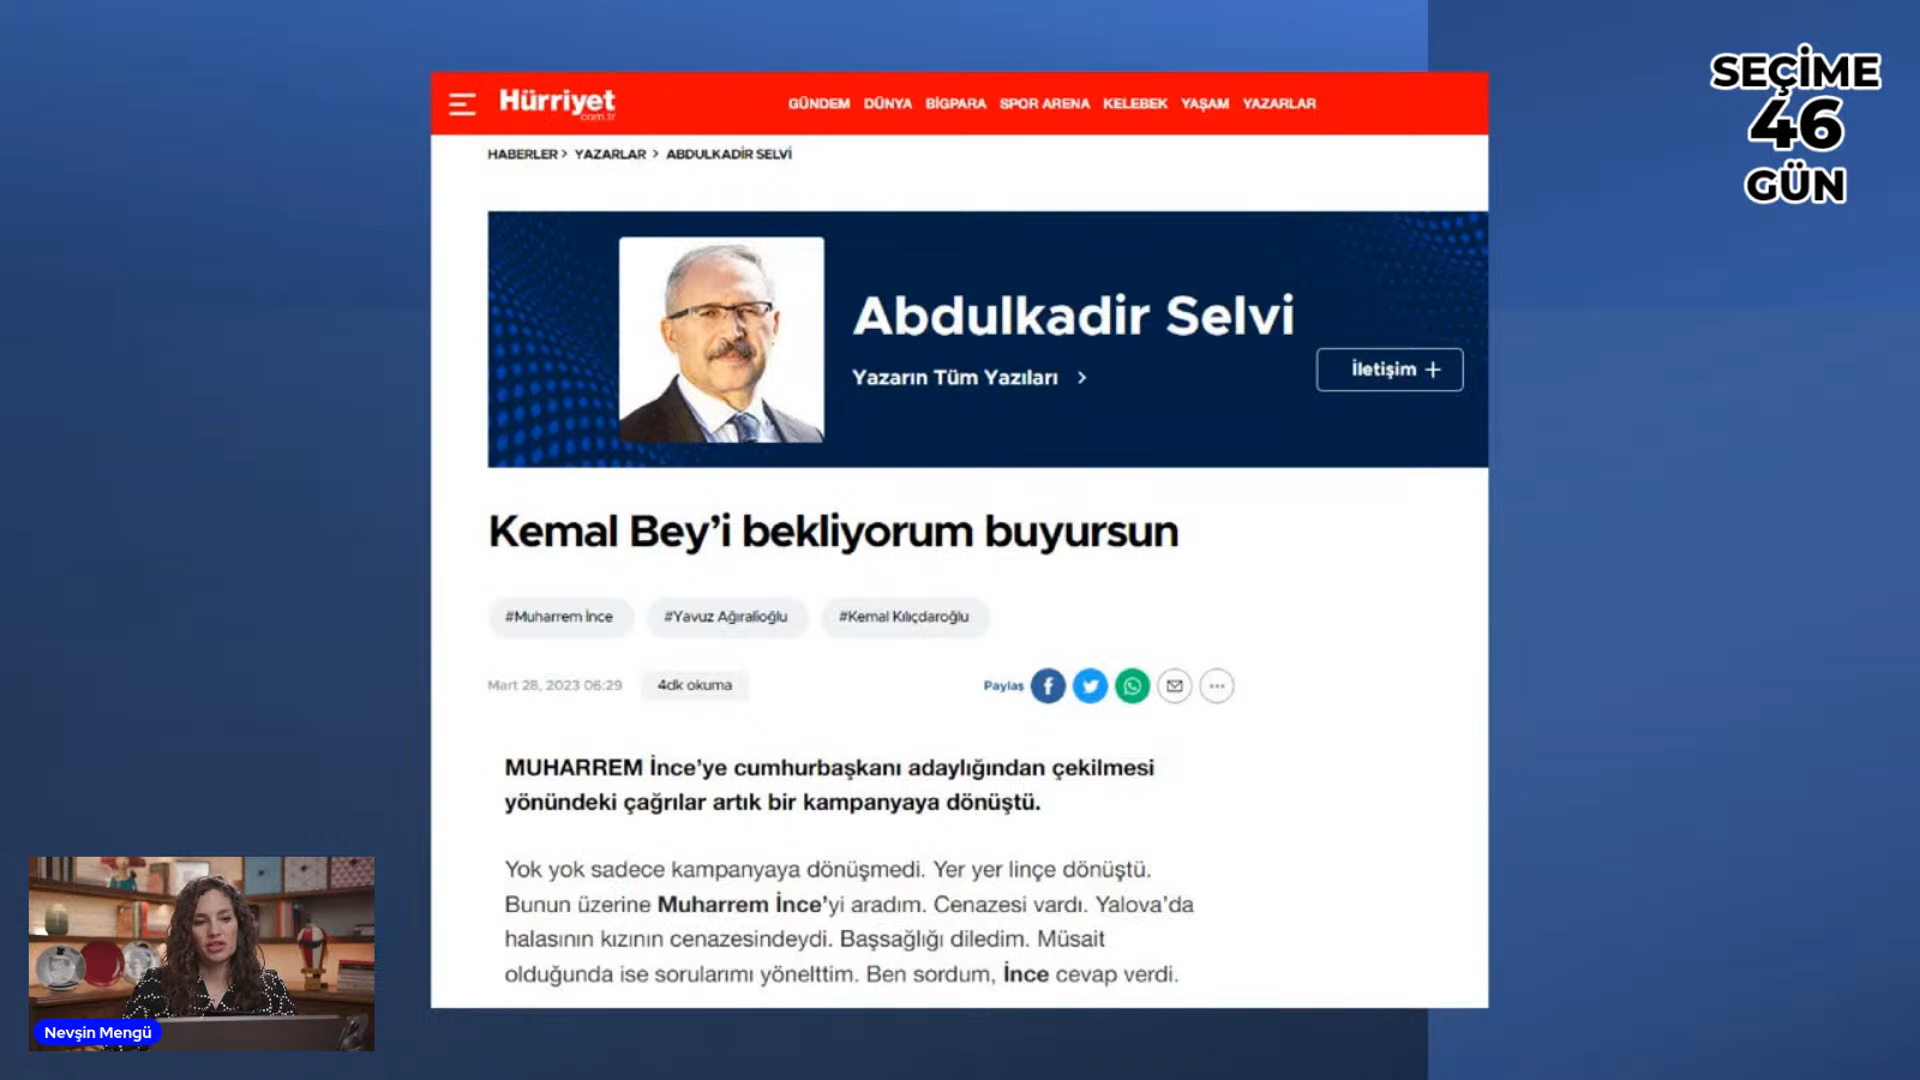 SEÇİME
46
GÜN
Hürriyet
com.tr
GÜNDEM DÜNYA BİGPARA SPOR ARENA KELEBEK YAŞAM YAZARLAR
HABERLER > YAZARLAR > ABDULKADİR SELVİ
Abdulkadir Selvi
Yazarın Tüm Yazıları >
İletişim +
Kemal Bey’i bekliyorum buyursun
#Muharrem İnce #Yavuz Ağıralioğlu #Kemal Kılıçdaroğlu
Mart 28, 2023 06:29 4dk okuma Paylaş
MUHARREM İnce’ye cumhurbaşkanı adaylığından çekilmesi
yönündeki çağrılar artık bir kampanyaya dönüştü.
Yok yok sadece kampanyaya dönüşmedi. Yer yer linçe dönüştü.
Bunun üzerine Muharrem İnce’yi aradım. Cenazesi vardı. Yalova’da
halasının kızının cenazesindeydi. Başsağlığı diledim. Müsait
olduğunda ise sorularımı yönelttim. Ben sordum, İnce cevap verdi.
Nevşin Mengü